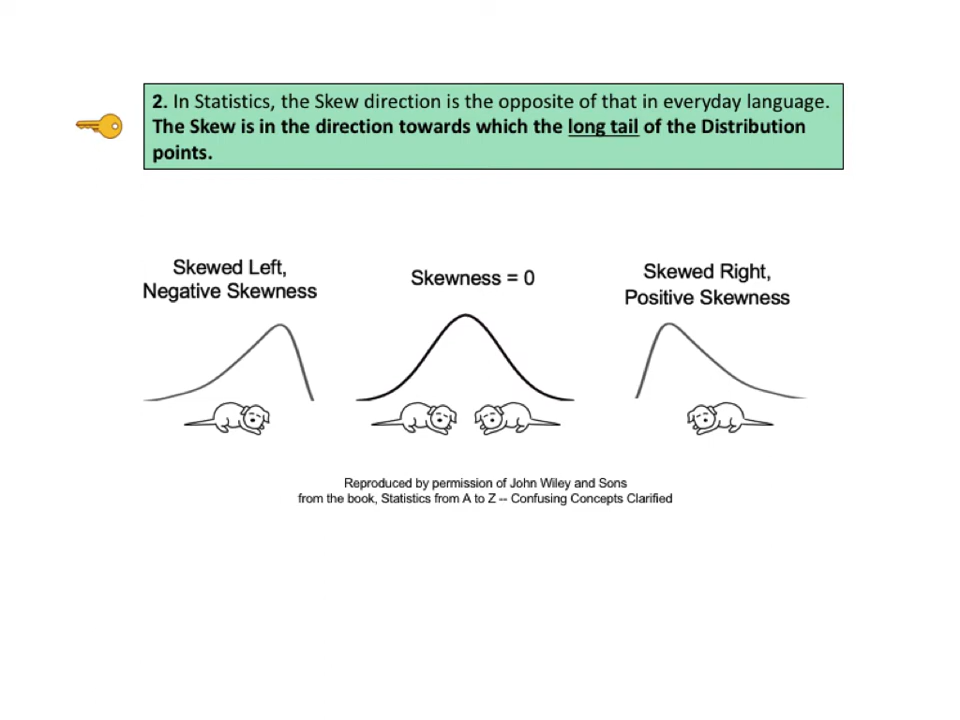 2. In Statistics, the Skew direction is the opposite of that in everyday language.
The Skew is in the direction towards which the long tail of the Distribution
points.
Skewed Left,
Negative Skewness
Skewness = 0
Skewed Right,
Positive Skewness
Reproduced by permission of John Wiley and Sons
from the book, Statistics from A to Z -- Confusing Concepts Clarified